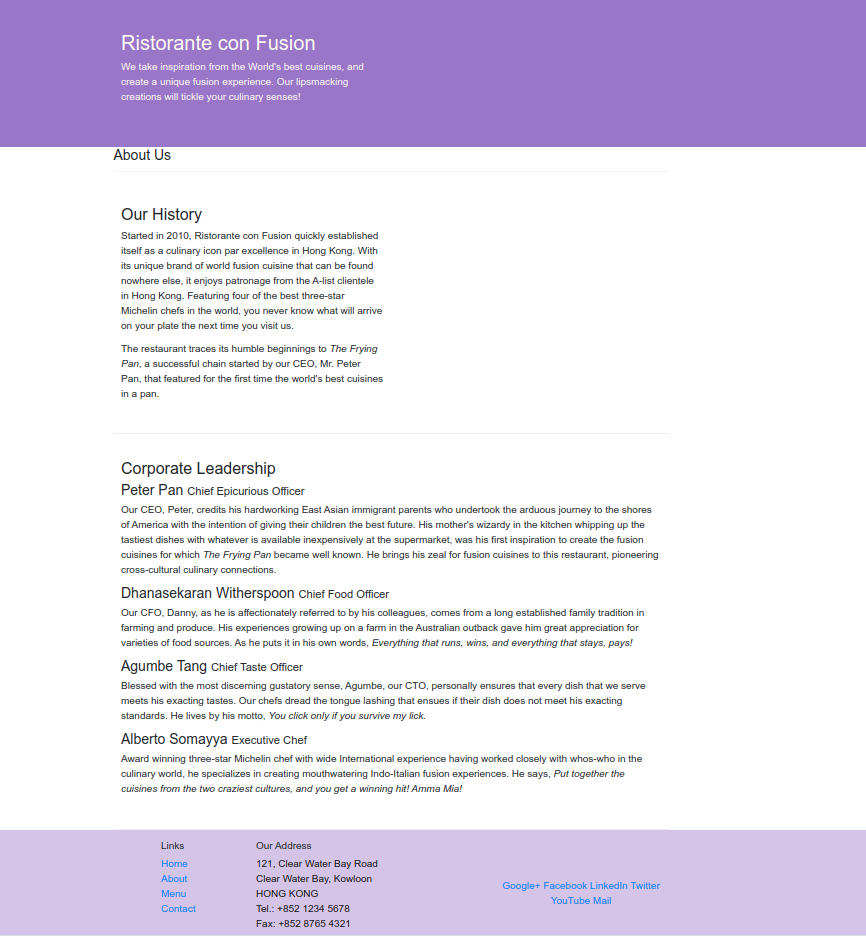 Ristorante con Fusion
We take inspiration from the World's best cuisines, and
create a unique fusion experience. Our lipsmacking
creations will tickle your culinary senses!
About Us
Our History
Started in 2010, Ristorante con Fusion quickly established
itself as a culinary icon par excellence in Hong Kong. With
its unique brand of world fusion cuisine that can be found
nowhere else, it enjoys patronage from the A-list clientele
in Hong Kong. Featuring four of the best three-star
Michelin chefs in the world, you never know what will arrive
on your plate the next time you visit us.
The restaurant traces its humble beginnings to The Frying
Pan, a successful chain started by our CEO, Mr. Peter
Pan, that featured for the first time the world's best cuisines
in a pan.
Corporate Leadership
Peter Pan Chief Epicurious Officer
Our CEO, Peter, credits his hardworking East Asian immigrant parents who undertook the arduous journey to the shores
of America with the intention of giving their children the best future. His mother's wizardy in the kitchen whipping up the
tastiest dishes with whatever is available inexpensively at the supermarket, was his first inspiration to create the fusion
cuisines for which The Frying Pan became well known. He brings his zeal for fusion cuisines to this restaurant, pioneering
cross-cultural culinary connections.
Dhanasekaran Witherspoon Chief Food Officer
Our CFO, Danny, as he is affectionately referred to by his colleagues, comes from a long established family tradition in
farming and produce. His experiences growing up on a farm in the Australian outback gave him great appreciation for
varieties of food sources. As he puts it in his own words, Everything that runs, wins, and everything that stays, pays!
Agumbe Tang Chief Taste Officer
Blessed with the most discerning gustatory sense, Agumbe, our CTO, personally ensures that every dish that we serve
meets his exacting tastes. Our chefs dread the tongue lashing that ensues if their dish does not meet his exacting
standards. He lives by his motto, You click only if you survive my lick.
Alberto Somayya Executive Chef
Award winning three-star Michelin chef with wide International experience having worked closely with whos-who in the
culinary world, he specializes in creating mouthwatering Indo-Italian fusion experiences. He says, Put together the
cuisines from the two craziest cultures, and you get a winning hit! Amma Mia!
Links
Home
About
Menu
Contact
Our Address
121, Clear Water Bay Road
Clear Water Bay, Kowloon
HONG KONG
Tel.: +852 1234 5678
Fax: +852 8765 4321
Google+ Facebook LinkedIn Twitter
YouTube Mail